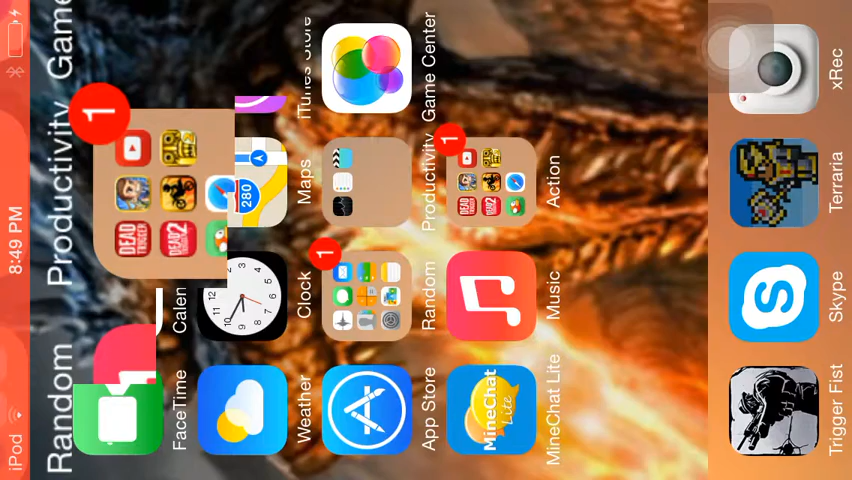 iPod
8:49 PM
Random
Productivity
Game
1
DEAD
TRIGGER
DEAD
TRIGGER 2
FaceTime
Calen
Weather
Clock
Maps
280
iTunes Store
App Store
Random
1
Productivity
Game Center
MineChat
Lite
MineChat Lite
Music
Action
1
Trigger Fist
Skype
Terraria
xRec